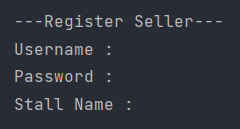 ---Register Seller---
Username :
Password :
Stall Name :